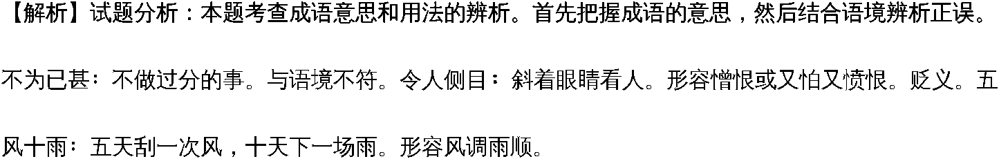 【解析】试题分析：本题考查成语意思和用法的辨析。首先把握成语的意思，然后结合语境辨析正误。
不为已甚：不做过分的事。与语境不符。令人侧目：斜着眼睛看人。形容憎恨或又怕又愤恨。贬义。五
风十雨：五天刮一次风，十天下一场雨。形容风调雨顺。